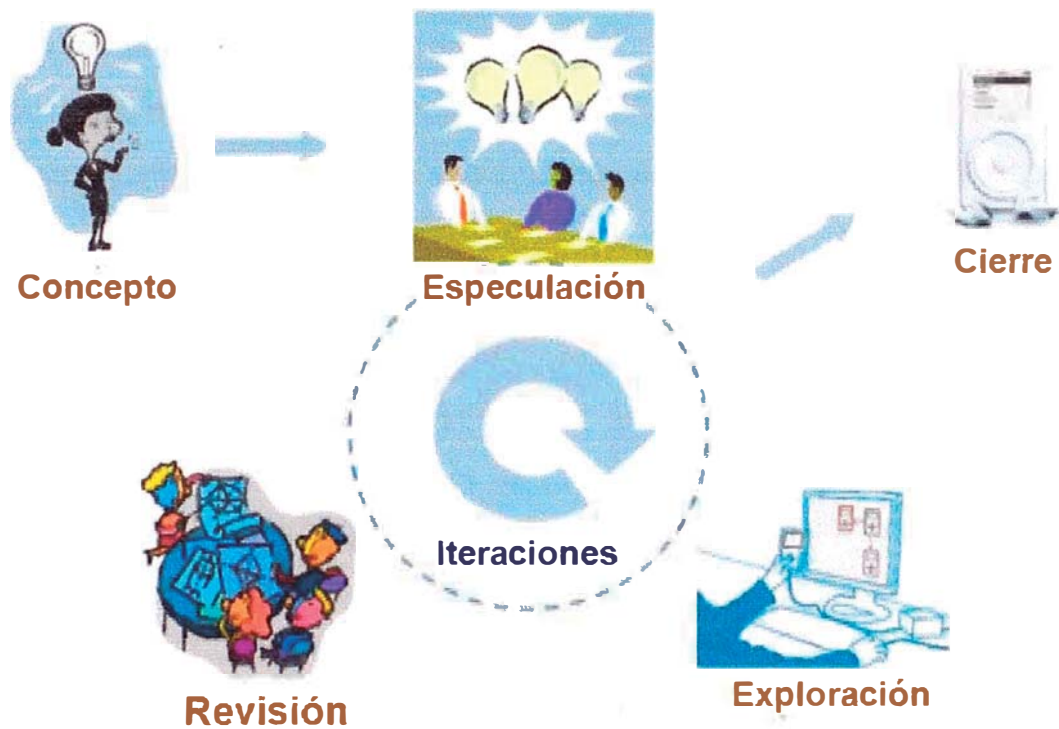 Concepto
Especulación
Cierre
Iteraciones
Revisión
Exploración